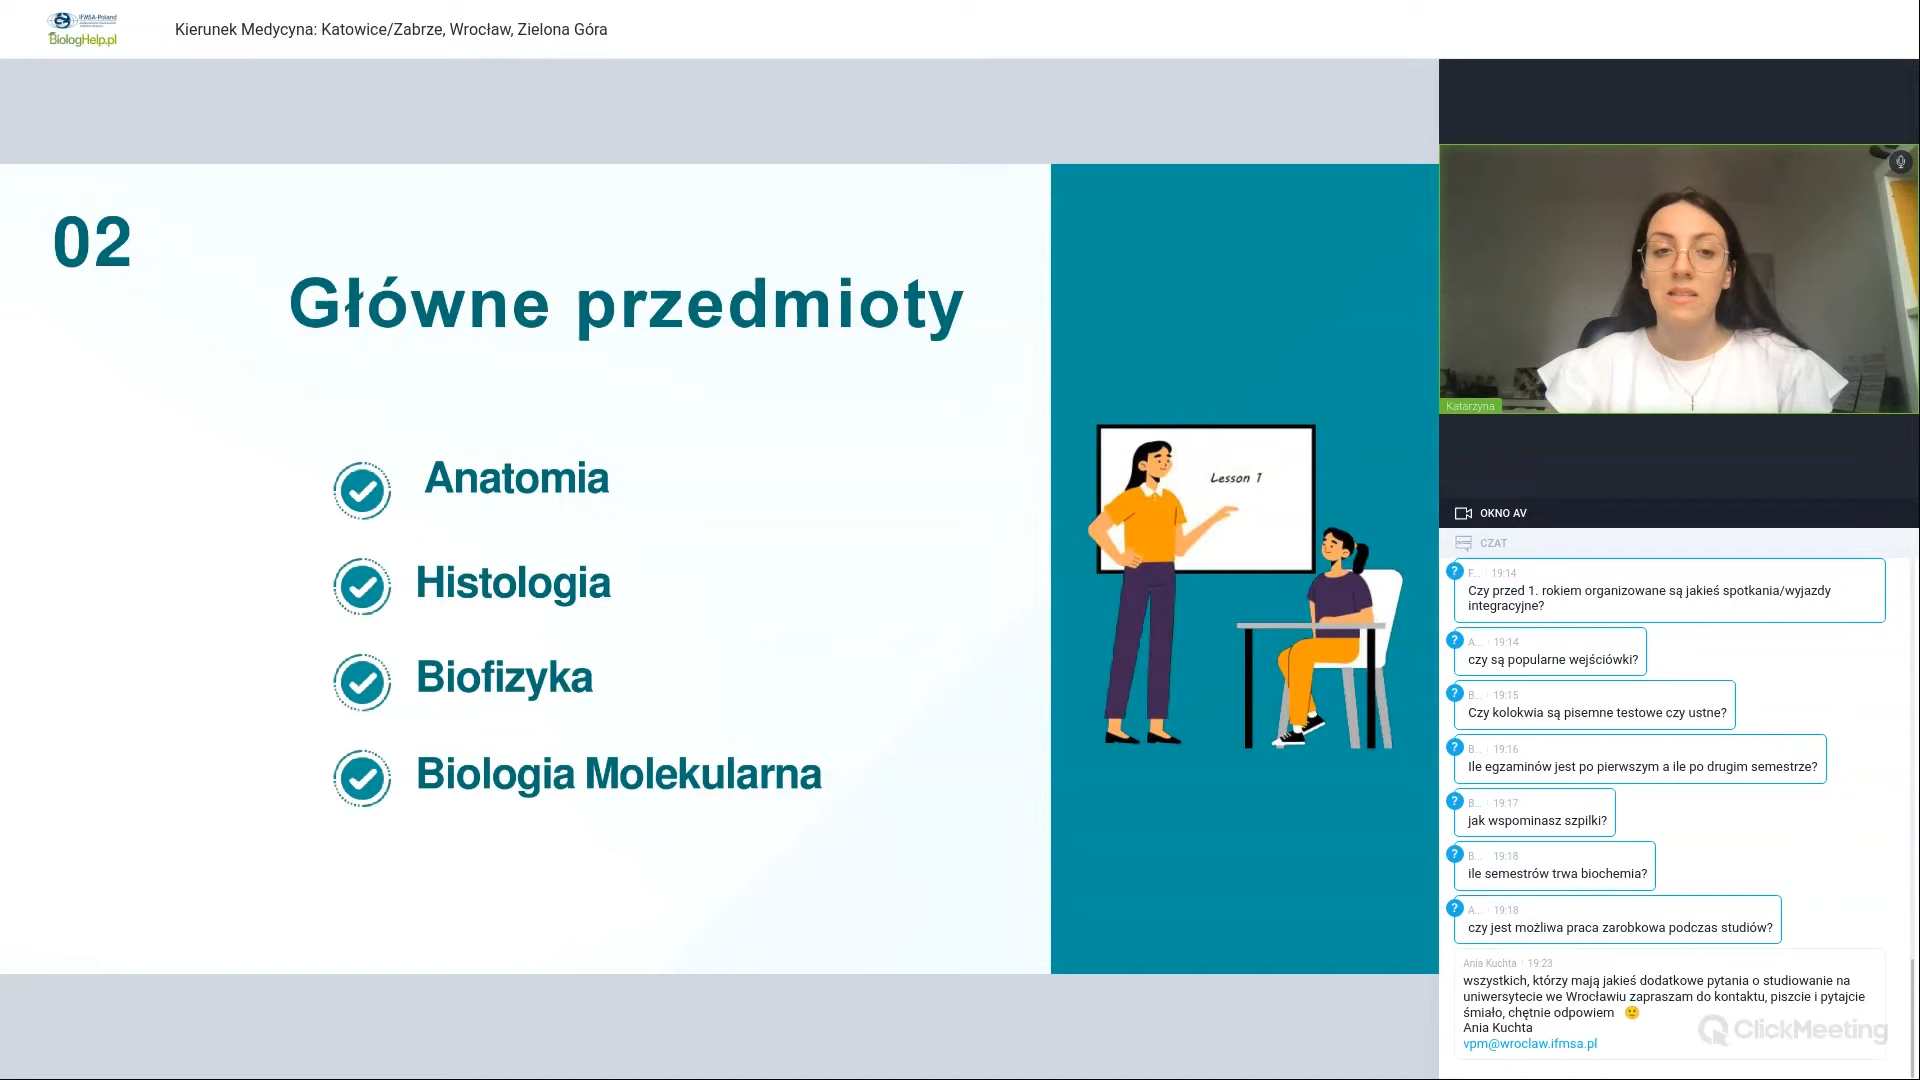 IFMSA-Poland
BiologHelp.pl
Kierunek Medycyna: Katowice/Zabrze, Wrocław, Zielona Góra
02
Główne przedmioty
Anatomia
Histologia
Biofizyka
Biologia Molekularna
Lesson 1
Katarzyna
OKNO AV
CZAT
? F... 19:14
Czy przed 1. rokiem organizowane są jakieś spotkania/wyjazdy
integracyjne?
? A... 19:14
czy są popularne wejściówki?
? B... 19:15
Czy kolokwia są pisemne testowe czy ustne?
? B... 19:16
Ile egzaminów jest po pierwszym a ile po drugim semestrze?
? B... 19:17
jak wspominasz szpilki?
? B... 19:18
ile semestrów trwa biochemia?
? A... 19:18
czy jest możliwa praca zarobkowa podczas studiów?
Ania Kuchta 19:23
wszystkich, którzy mają jakieś dodatkowe pytania o studiowanie na
uniwersytecie we Wrocławiu zapraszam do kontaktu, piszcie i pytajcie
śmiało, chętnie odpowiem 🙂
Ania Kuchta
vpm@wroclaw.ifmsa.pl
ClickMeeting